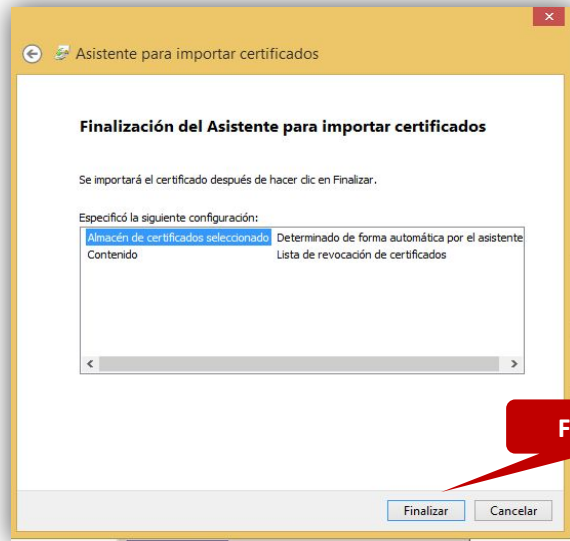 Asistente para importar certificados
Finalización del Asistente para importar certificados
Se importará el certificado después de hacer clic en Finalizar.
Especificó la siguiente configuración:
Almacén de certificados seleccionado Determinado de forma automática por el asistente
Contenido Lista de revocación de certificados
F
Finalizar Cancelar